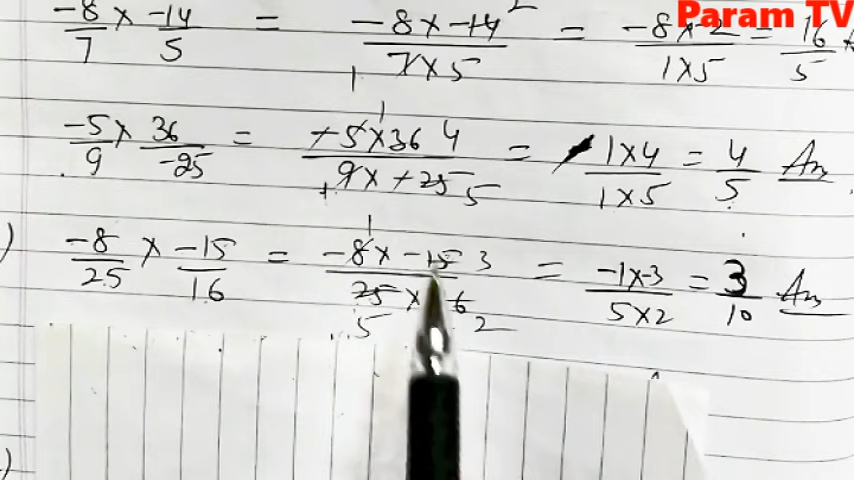 Param TV
-8/7 x -14/5 = -8 x -14 2/7 x 5 1 = -8 x -2/1 x 5 = 16/5
-5/9 x 36/-25 = -5 1 x 36 4/9 1 x -25 5 = 1 x 4/1 x 5 = 4/5 Ans
) -8/25 x -15/16 = -8 1 x -15 3/25 5 x 6 2 = -1 x -3/5 x 2 = 3/10 Ans
)